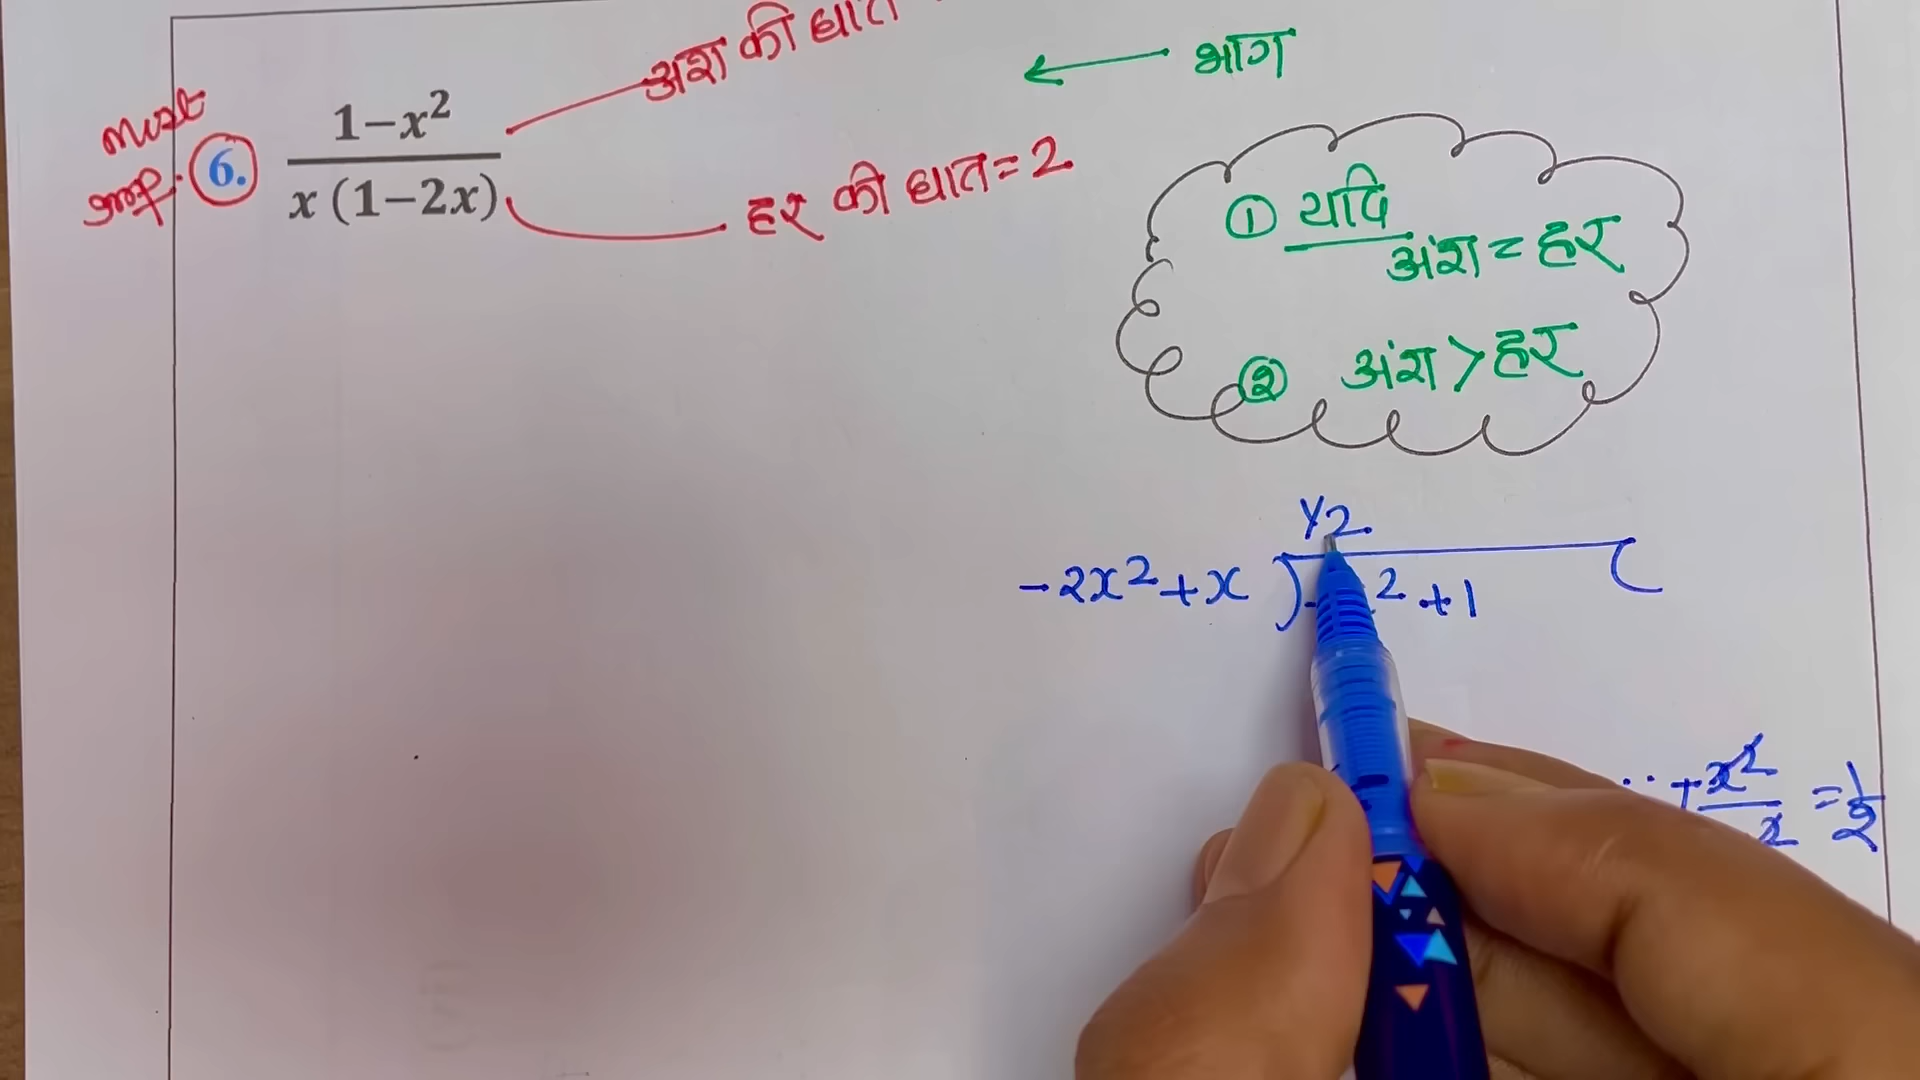 अंश की घात
← भाग
Most
Imp. 6. 1-x² / x (1-2x)
हर की घात = 2
① यदि
अंश = हर
② अंश > हर
1/2
-2x²+x ) - ² +1 (
+ x² / 2 = 1/2